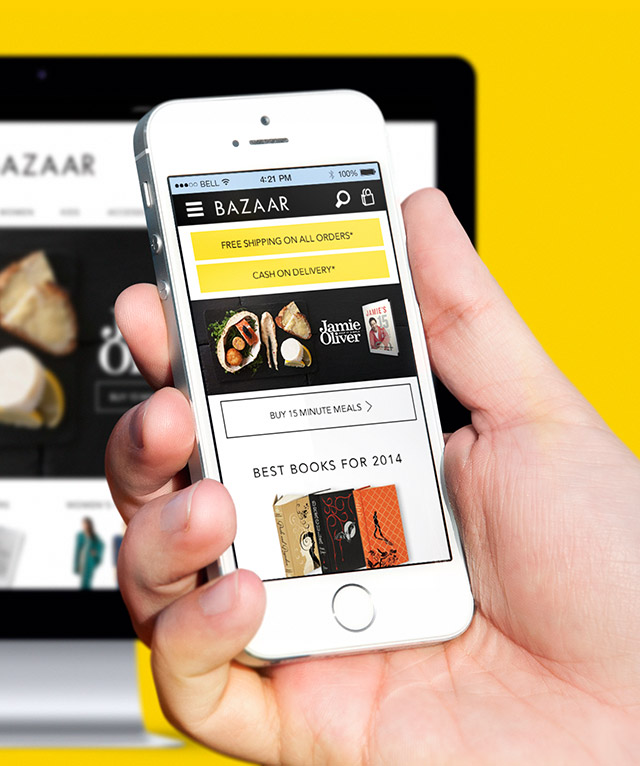 AZAAR
BELL 4:21 PM 100%
BAZAAR
FREE SHIPPING ON ALL ORDERS*
CASH ON DELIVERY*
Jamie
Oliver
JAMIE'S
15
BUY 15 MINUTE MEALS
BEST BOOKS FOR 2014